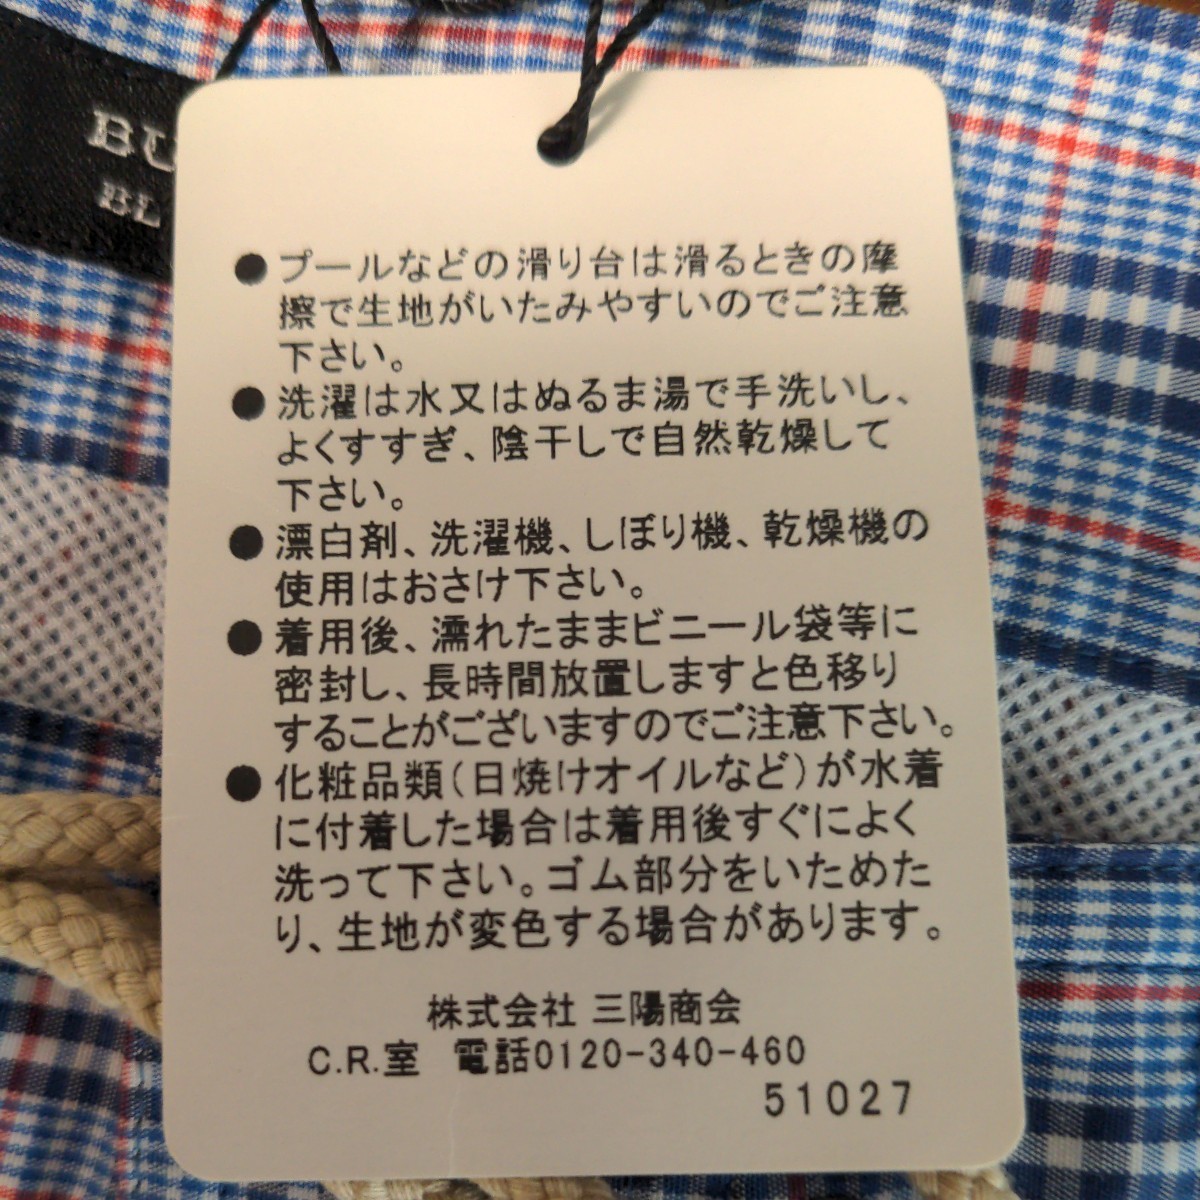 BU
BL
●プールなどの滑り台は滑るときの摩
擦で生地がいたみやすいのでご注意
下さい。
●洗濯は水又はぬるま湯で手洗いし、
よくすすぎ、陰干しで自然乾燥して
下さい。
●漂白剤、洗濯機、しぼり機、乾燥機の
使用はおさけ下さい。
●着用後、濡れたままビニール袋等に
密封し、長時間放置しますと色移り
することがございますのでご注意下さい。
●化粧品類(日焼けオイルなど)が水着
に付着した場合は着用後すぐによく
洗って下さい。ゴム部分をいためた
り、生地が変色する場合があります。
株式会社 三陽商会
C.R.室 電話0120-340-460
51027